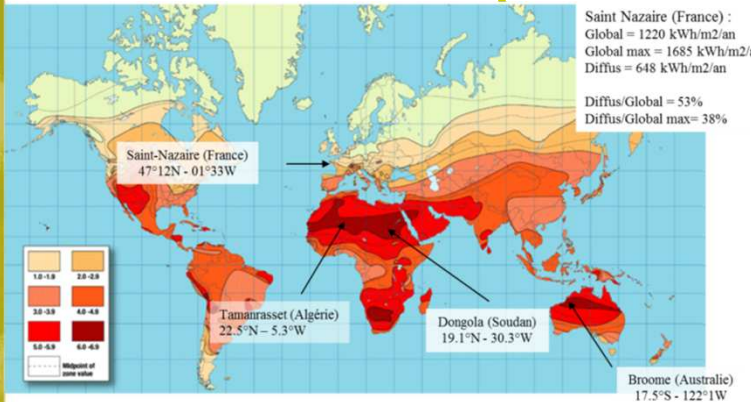 Saint Nazaire (France) :
Global = 1220 kWh/m2/an
Global max = 1685 kWh/m2/
Diffus = 648 kWh/m2/an
Diffus/Global = 53%
Diffus/Global max= 38%
Saint-Nazaire (France)
47°12N - 01°33W
Tamanrasset (Algérie)
22.5°N – 5.3°W
Dongola (Soudan)
19.1°N - 30.3°W
Broome (Australie)
17.5°S - 122°1W
1.0-1.9
2.0-2.9
3.0-3.9
4.0-4.9
5.0-5.9
6.0-6.9
Midpoint of
zone value